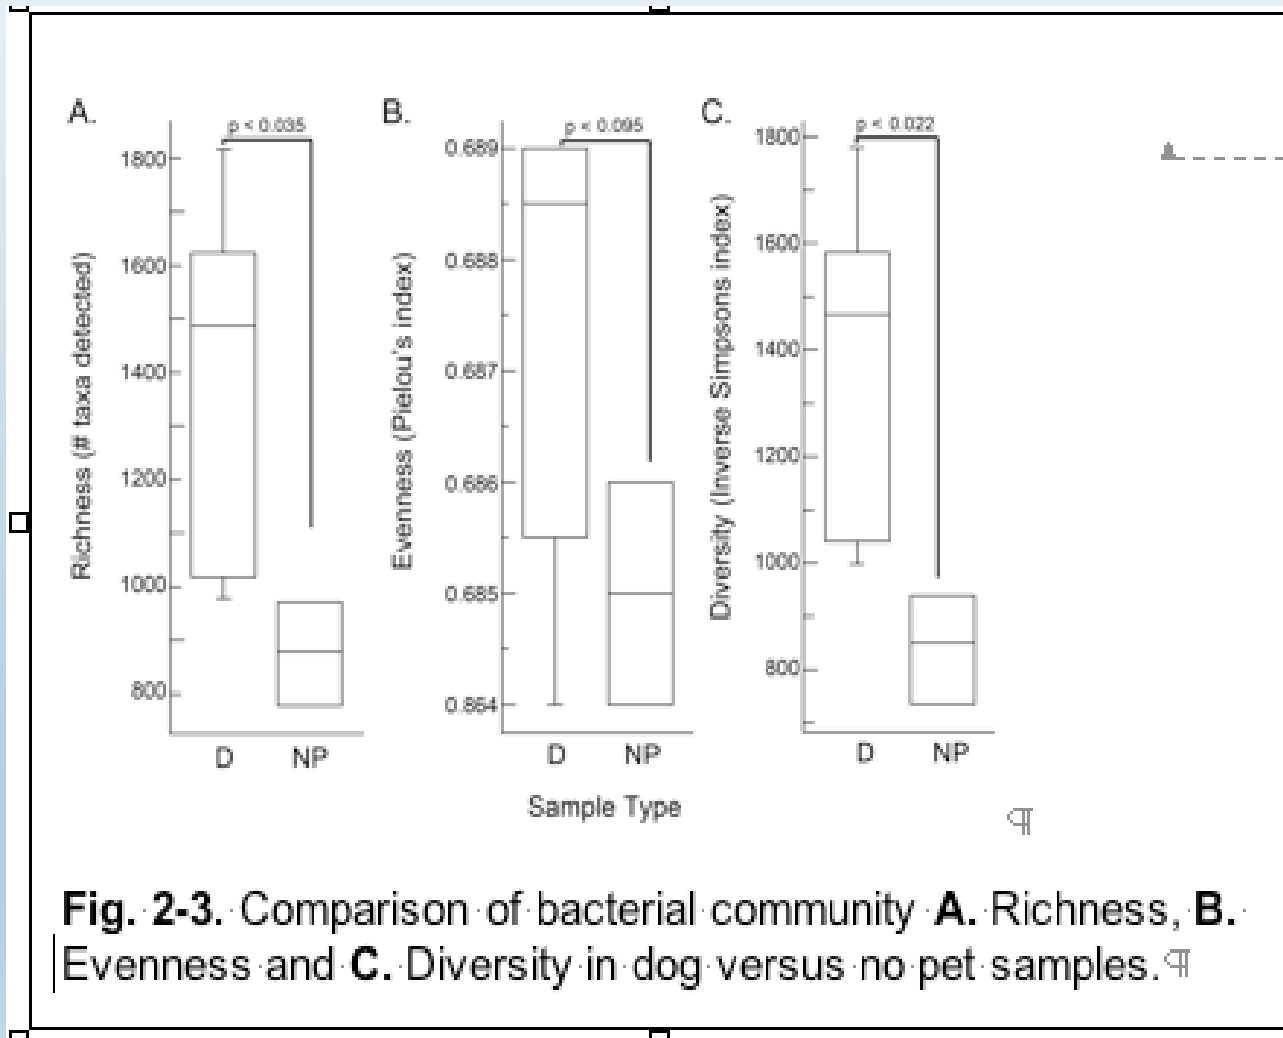 A.
p < 0.035
1800
1600
1400
1200
1000
800
Richness (# taxa detected)
D NP
B.
p < 0.095
0.689
0.688
0.687
0.686
0.685
0.864
Evenness (Pielou's index)
D NP
C.
p < 0.022
1800
1600
1400
1200
1000
800
Diversity (Inverse Simpsons index)
D NP
Sample Type
¶
Fig. 2-3. Comparison of bacterial community A. Richness, B.
Evenness and C. Diversity in dog versus no pet samples.¶